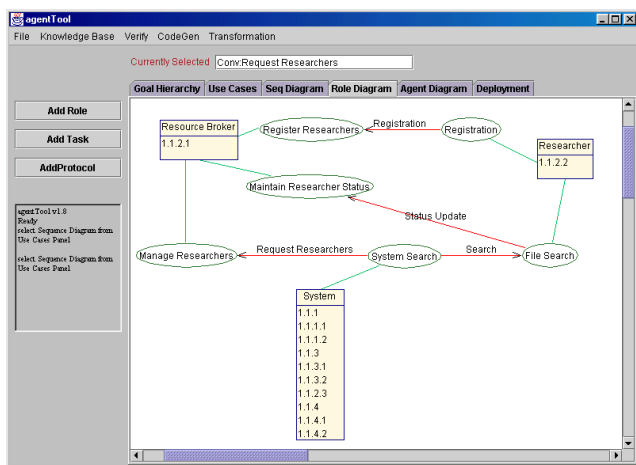 agentTool
File Knowledge Base Verify CodeGen Transformation
Currently Selected Conv:Request Researchers
Goal Hierarchy Use Cases Seq Diagram Role Diagram Agent Diagram Deployment
Add Role
Add Task
AddProtocol
agentTool v1.8
Ready
select Sequence Diagram from
Use Cases Panel
select Sequence Diagram from
Use Cases Panel
Resource Broker
1.1.2.1
Register Researchers
Registration
Registration
Researcher
1.1.2.2
Maintain Researcher Status
Status Update
Manage Researchers
Request Researchers
System Search
Search
File Search
System
1.1.1
1.1.1.1
1.1.1.2
1.1.3
1.1.3.1
1.1.3.2
1.1.2.3
1.1.4
1.1.4.1
1.1.4.2